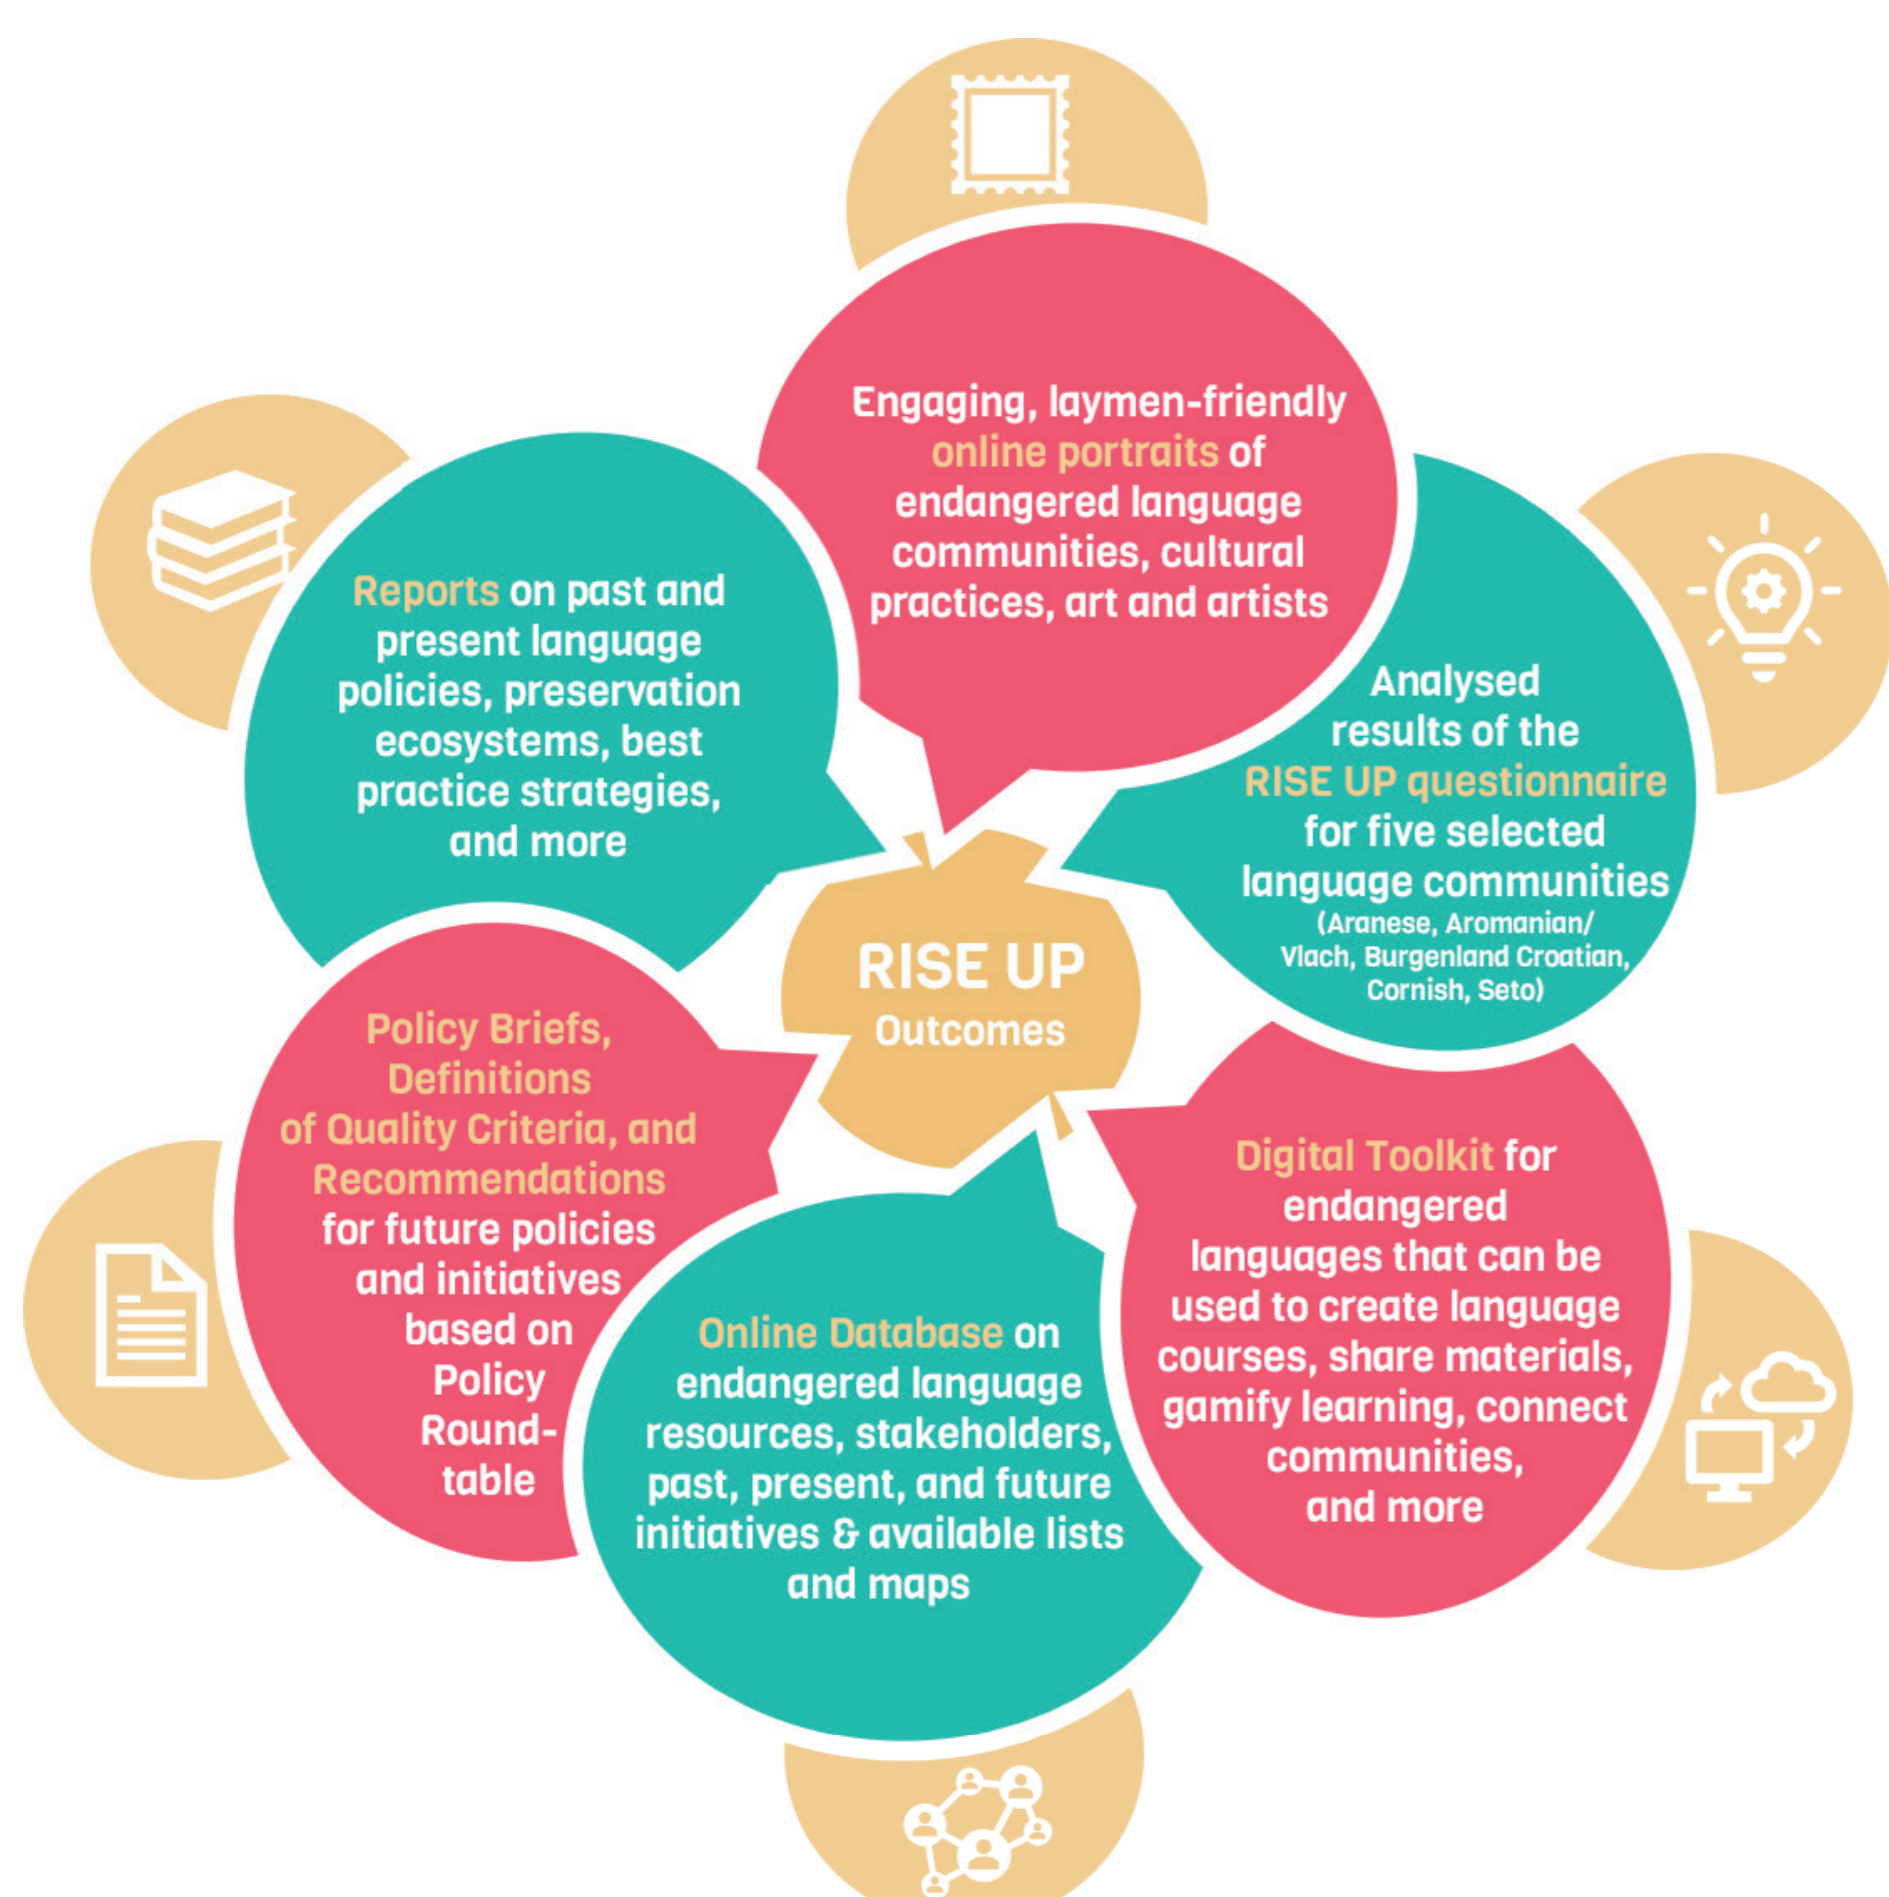 Engaging, laymen-friendly
online portraits of
endangered language
communities, cultural
practices, art and artists
Reports on past and
present language
policies, preservation
ecosystems, best
practice strategies,
and more
Analysed
results of the
RISE UP questionnaire
for five selected
language communities
(Aranese, Aromanian/
Vlach, Burgenland Croatian,
Cornish, Seto)
RISE UP
Outcomes
Policy Briefs,
Definitions
of Quality Criteria, and
Recommendations
for future policies
and initiatives
based on
Policy
Round-
table
Online Database on
endangered language
resources, stakeholders,
past, present, and future
initiatives & available lists
and maps
Digital Toolkit for
endangered
languages that can be
used to create language
courses, share materials,
gamify learning, connect
communities,
and more